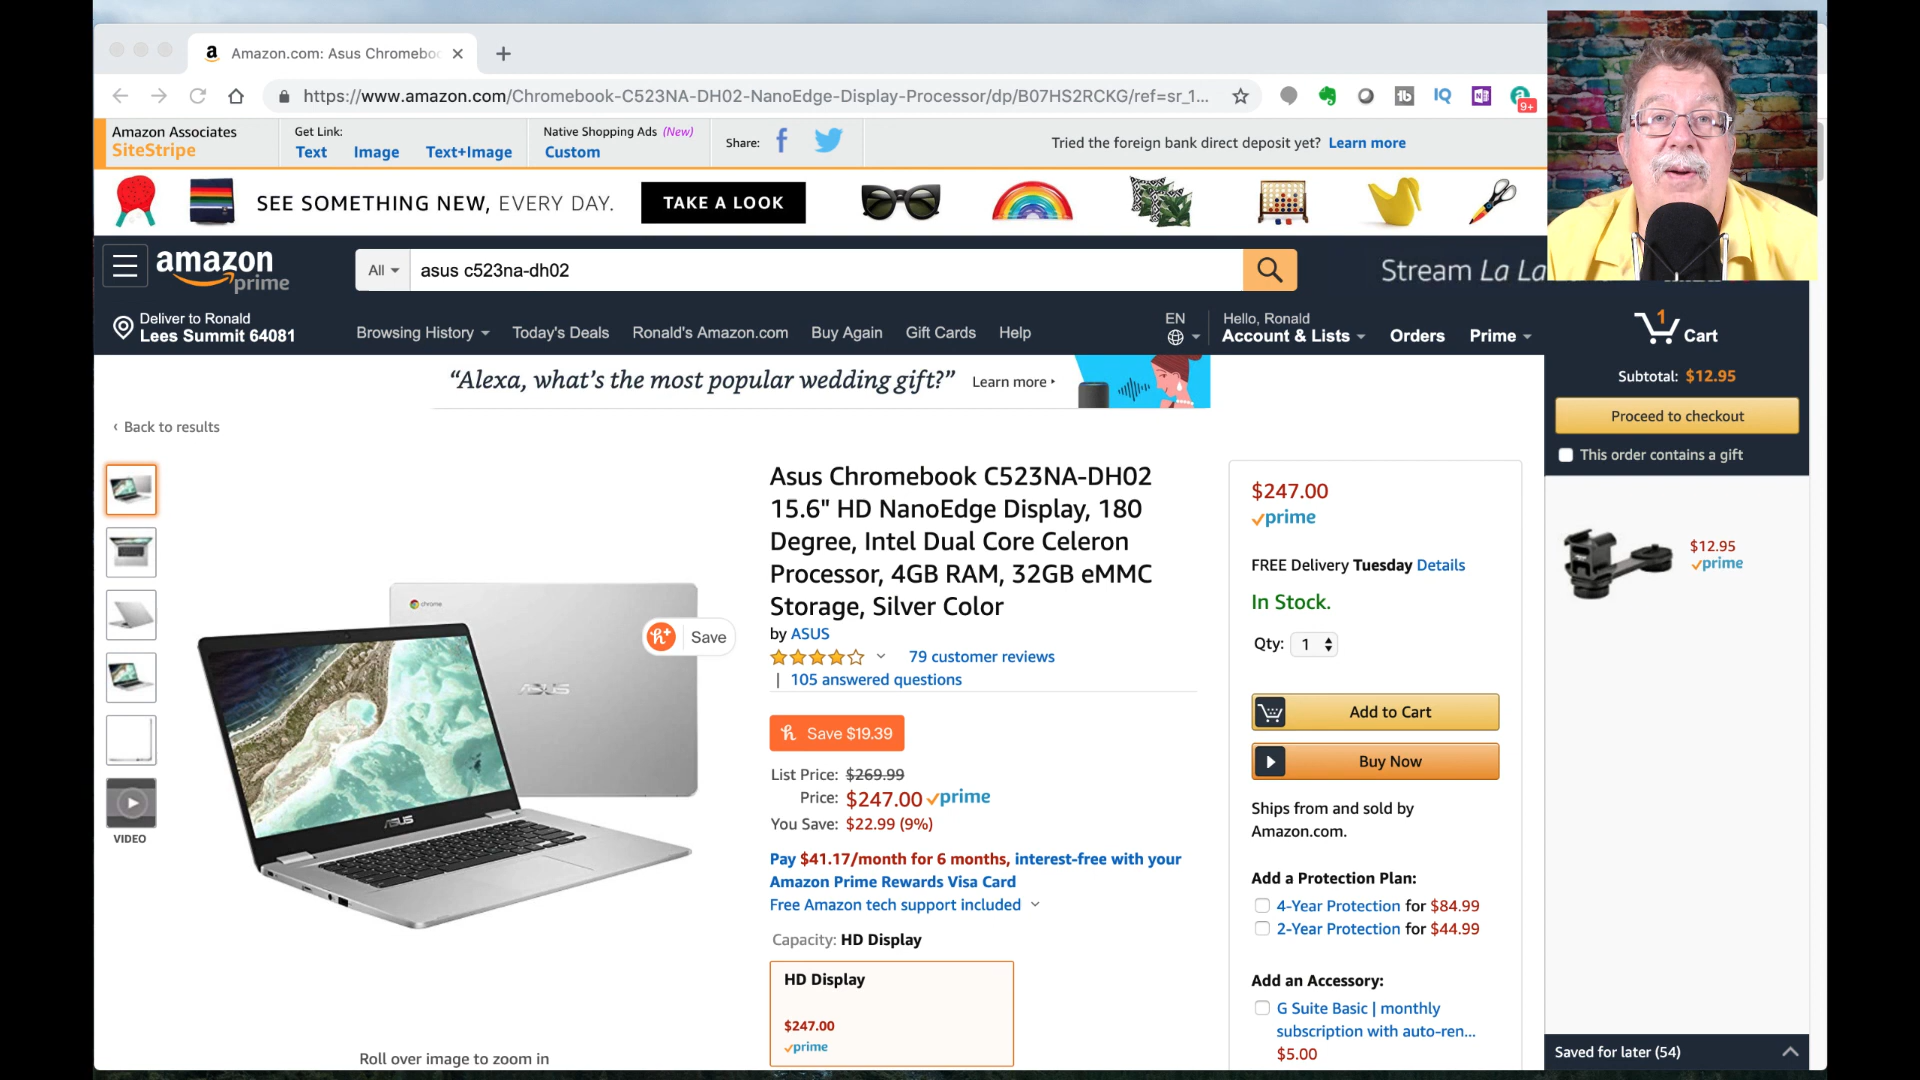 Amazon.com: Asus Chromeboo
https://www.amazon.com/Chromebook-C523NA-DH02-NanoEdge-Display-Processor/dp/B07HS2RCKG/ref=sr_1...
9+
Amazon Associates
SiteStripe
Get Link:
Text Image Text+Image
Native Shopping Ads (New)
Custom
Share:
Tried the foreign bank direct deposit yet? Learn more
SEE SOMETHING NEW, EVERY DAY.
TAKE A LOOK
amazon
prime
All
asus c523na-dh02
Stream La La
Deliver to Ronald
Lees Summit 64081
Browsing History
Today's Deals
Ronald's Amazon.com
Buy Again
Gift Cards
Help
EN
Hello, Ronald
Account & Lists
Orders
Prime
1
Cart
“Alexa, what’s the most popular wedding gift?”
Learn more
Subtotal: $12.95
Proceed to checkout
This order contains a gift
$12.95
prime
Saved for later (54)
‹ Back to results
VIDEO
chrome
ASUS
ASUS
Save
Roll over image to zoom in
Asus Chromebook C523NA-DH02
15.6" HD NanoEdge Display, 180
Degree, Intel Dual Core Celeron
Processor, 4GB RAM, 32GB eMMC
Storage, Silver Color
by ASUS
79 customer reviews
| 105 answered questions
Save $19.39
List Price: $269.99
Price: $247.00 prime
You Save: $22.99 (9%)
Pay $41.17/month for 6 months, interest-free with your
Amazon Prime Rewards Visa Card
Free Amazon tech support included
Capacity: HD Display
HD Display
$247.00
prime
$247.00
prime
FREE Delivery Tuesday Details
In Stock.
Qty: 1
Add to Cart
Buy Now
Ships from and sold by
Amazon.com.
Add a Protection Plan:
4-Year Protection for $84.99
2-Year Protection for $44.99
Add an Accessory:
G Suite Basic | monthly
subscription with auto-ren...
$5.00